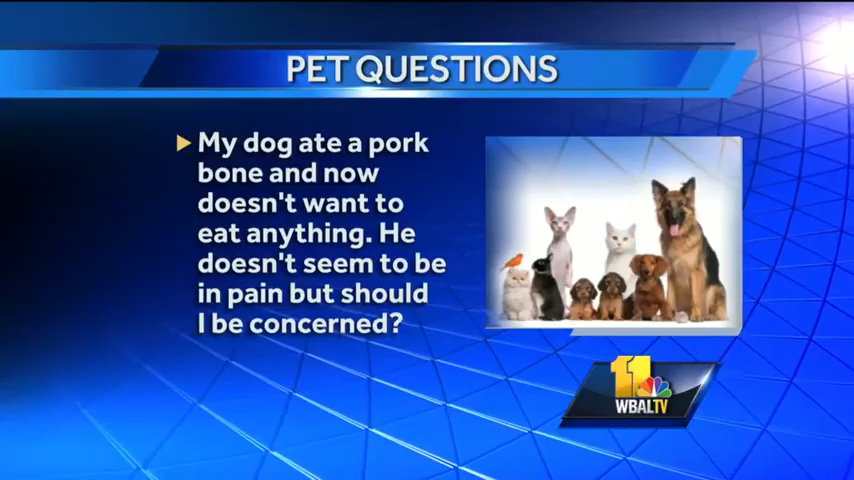 PET QUESTIONS
My dog ate a pork
bone and now
doesn't want to
eat anything. He
doesn't seem to be
in pain but should
I be concerned?
11
WBALTV